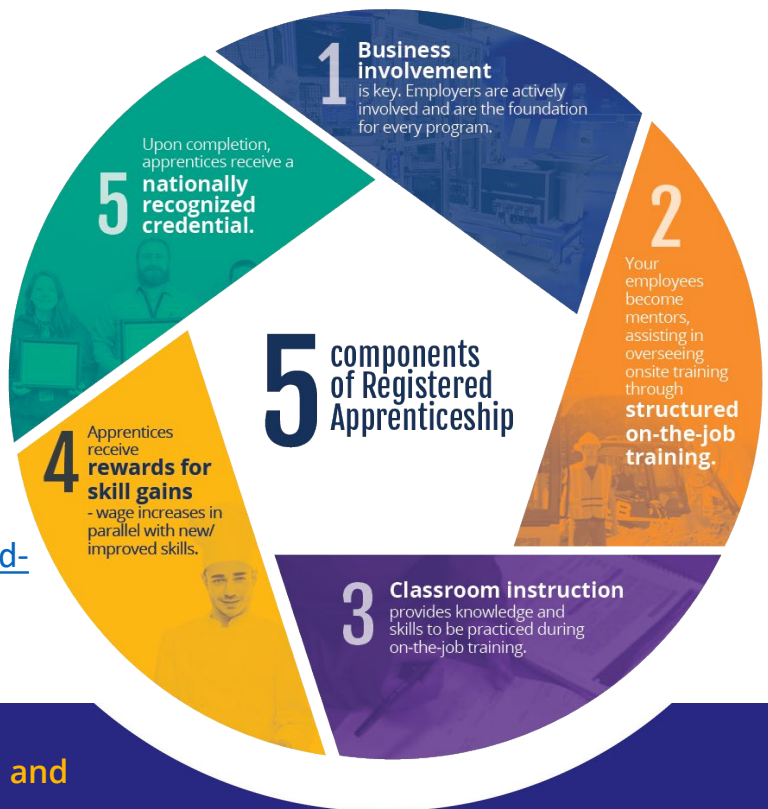 1
Business
involvement
is key. Employers are actively
involved and are the foundation
for every program.
2
Your
employees
become
mentors,
assisting in
overseeing
onsite training
through
structured
on-the-job
training.
3
Classroom instruction
provides knowledge and
skills to be practiced during
on-the-job training.
4
Apprentices
receive
rewards for
skill gains
- wage increases in
parallel with new/
improved skills.
5
Upon completion,
apprentices receive a
nationally
recognized
credential.
5 components
of Registered
Apprenticeship
d-
and